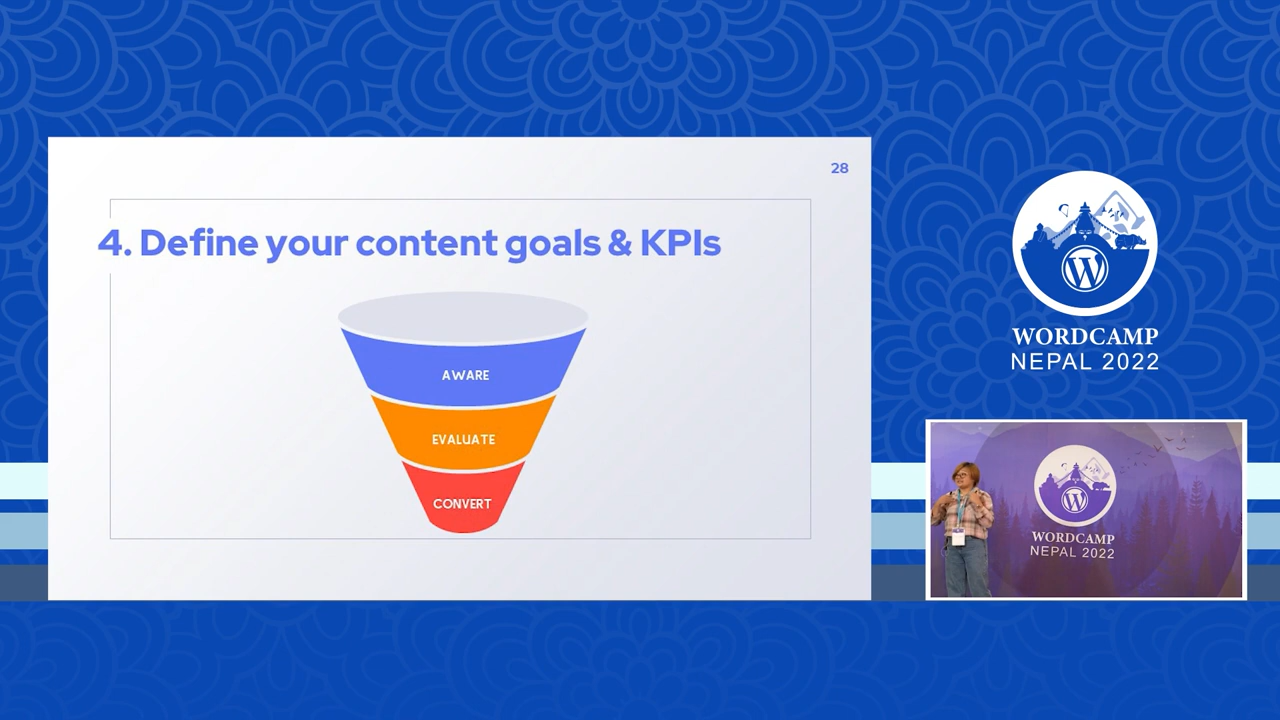 28
4. Define your content goals & KPIs
AWARE
EVALUATE
CONVERT
WORDCAMP
NEPAL 2022
WORDCAMP
NEPAL 2022